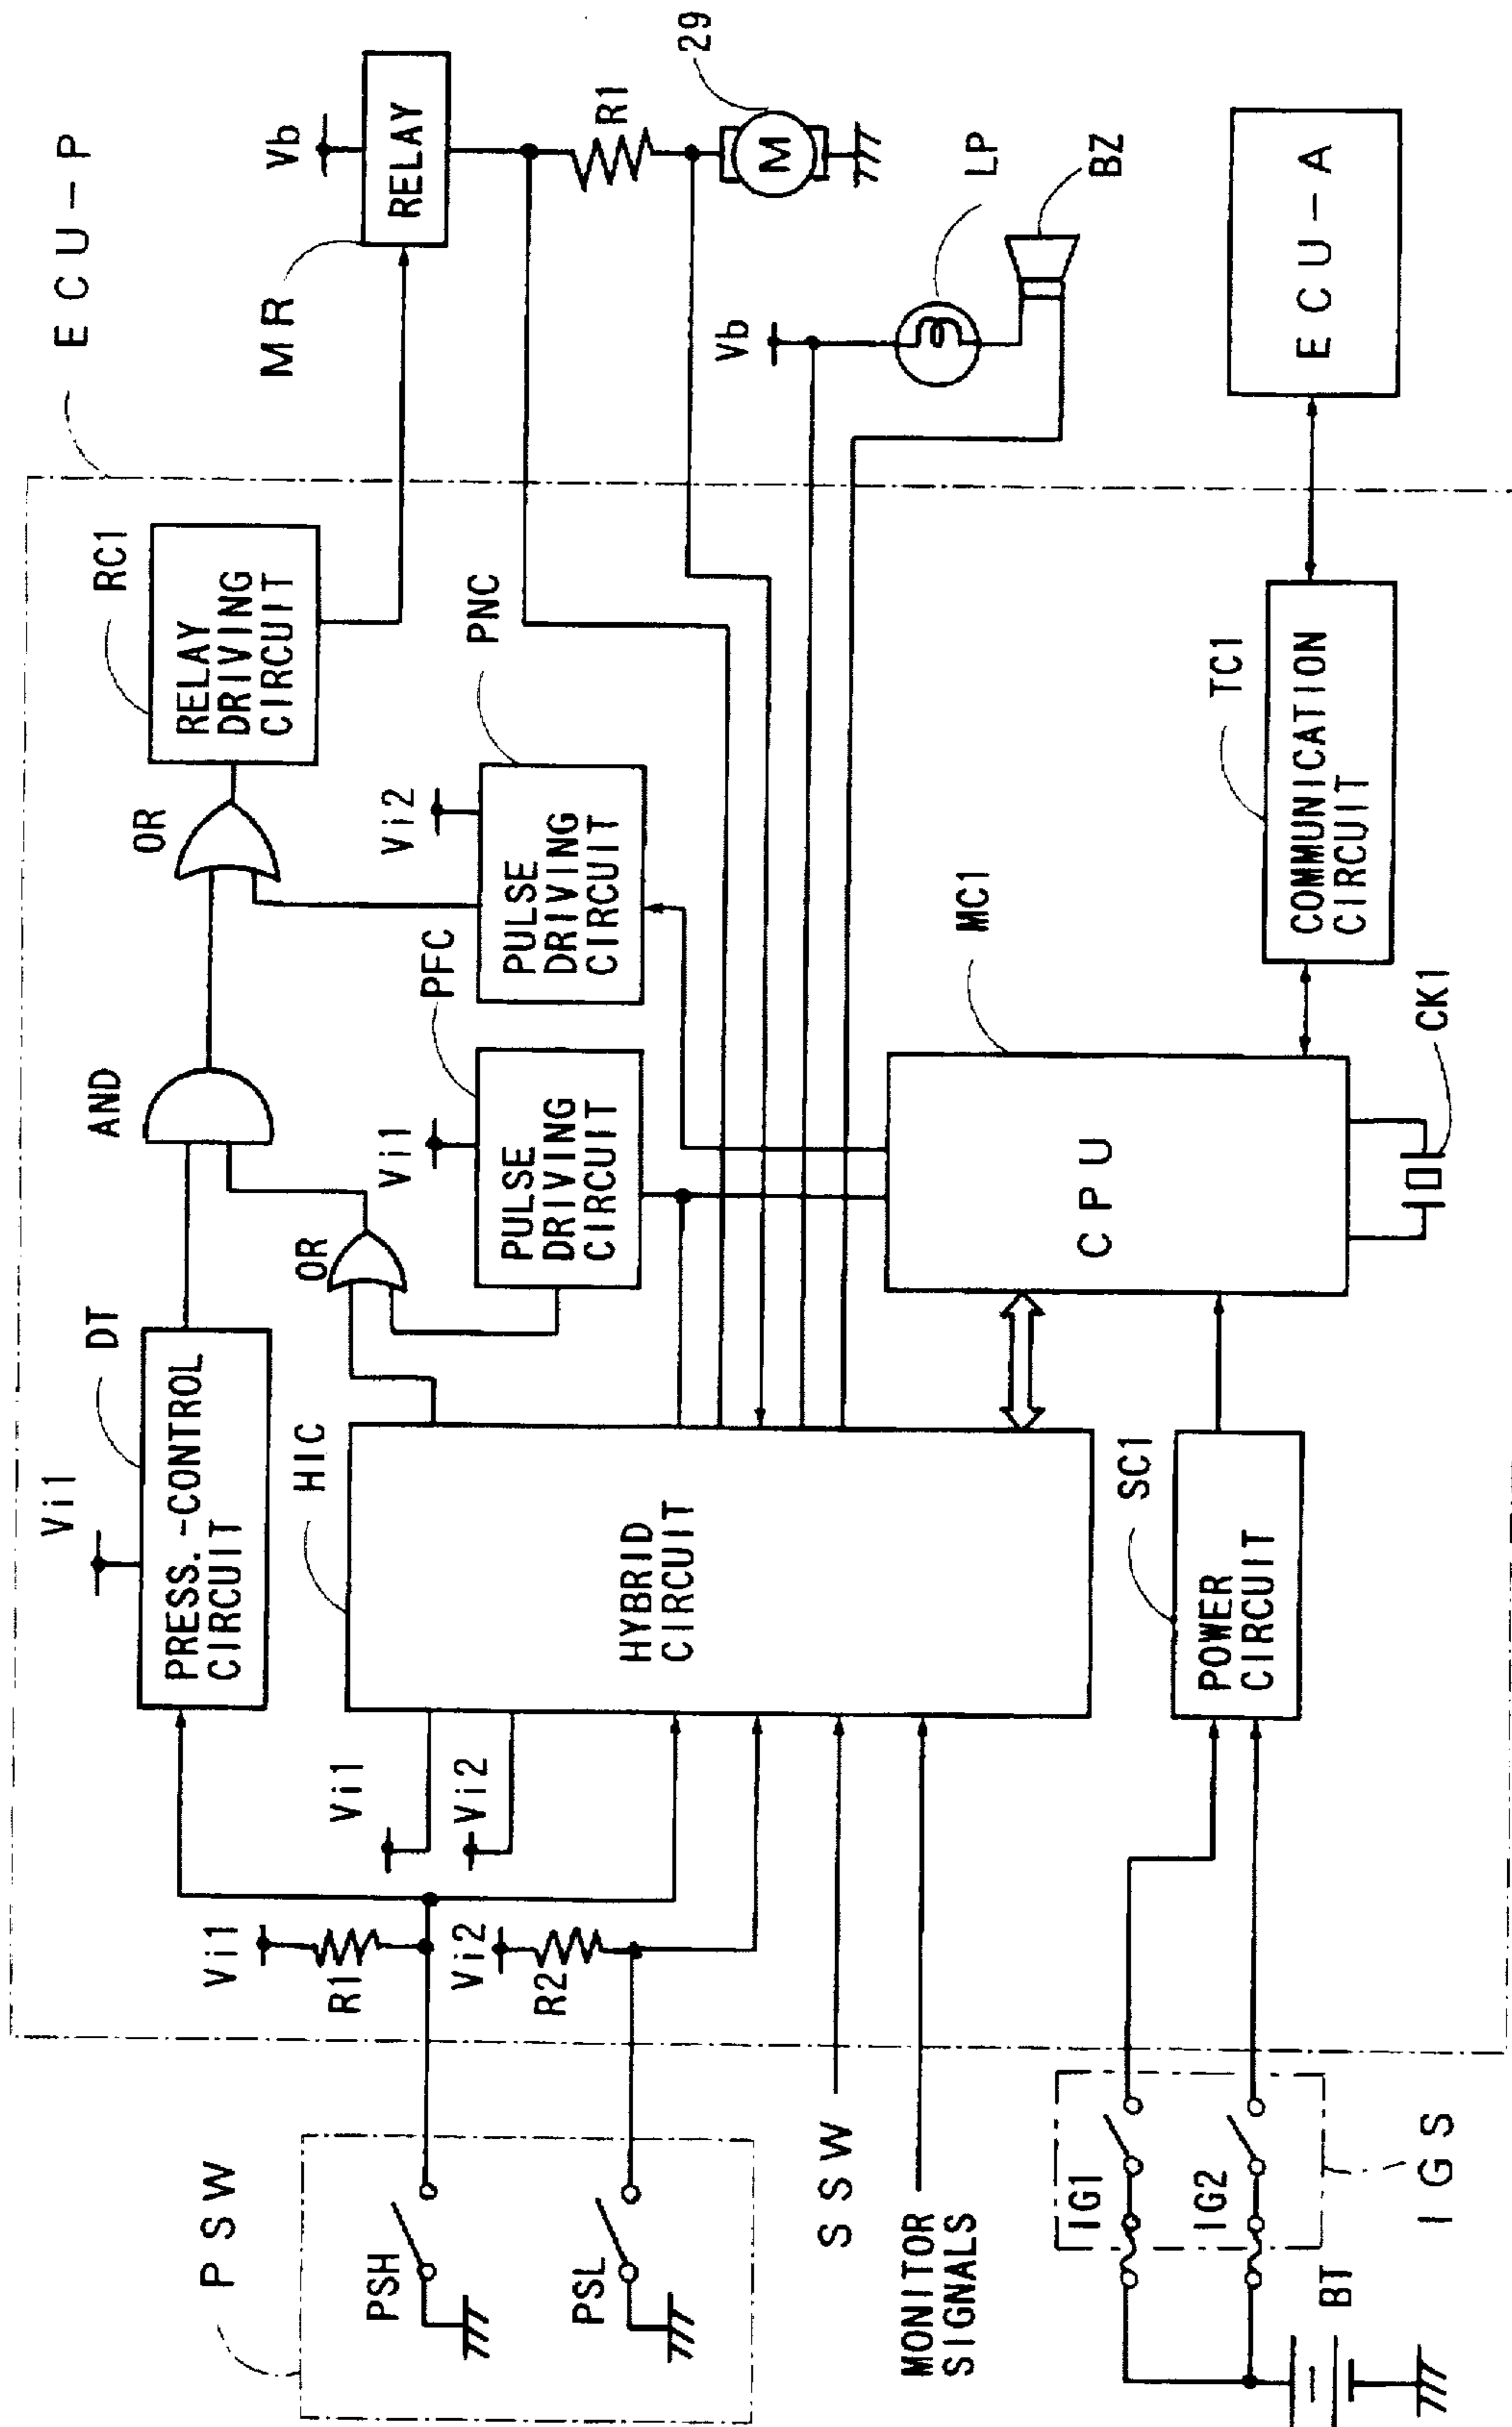 ECU-P
Vb
RELAY
MR
R1
M
29
Vb
LP
BZ
ECU-A
RC1
RELAY
DRIVING
CIRCUIT
OR
PNC
Vi2
PULSE
DRIVING
CIRCUIT
AND
PFC
Vi1
PULSE
DRIVING
CIRCUIT
OR
MC1
CPU
TC1
COMMUNICATION
CIRCUIT
CK1
DT
Vi1
PRESS.-CONTROL
CIRCUIT
HIC
HYBRID
CIRCUIT
SC1
POWER
CIRCUIT
Vi1
Vi2
Vi1
R1
Vi2
R2
PSW
PSH
PSL
SSW
MONITOR
SIGNALS
IG1
IG2
IGS
BT